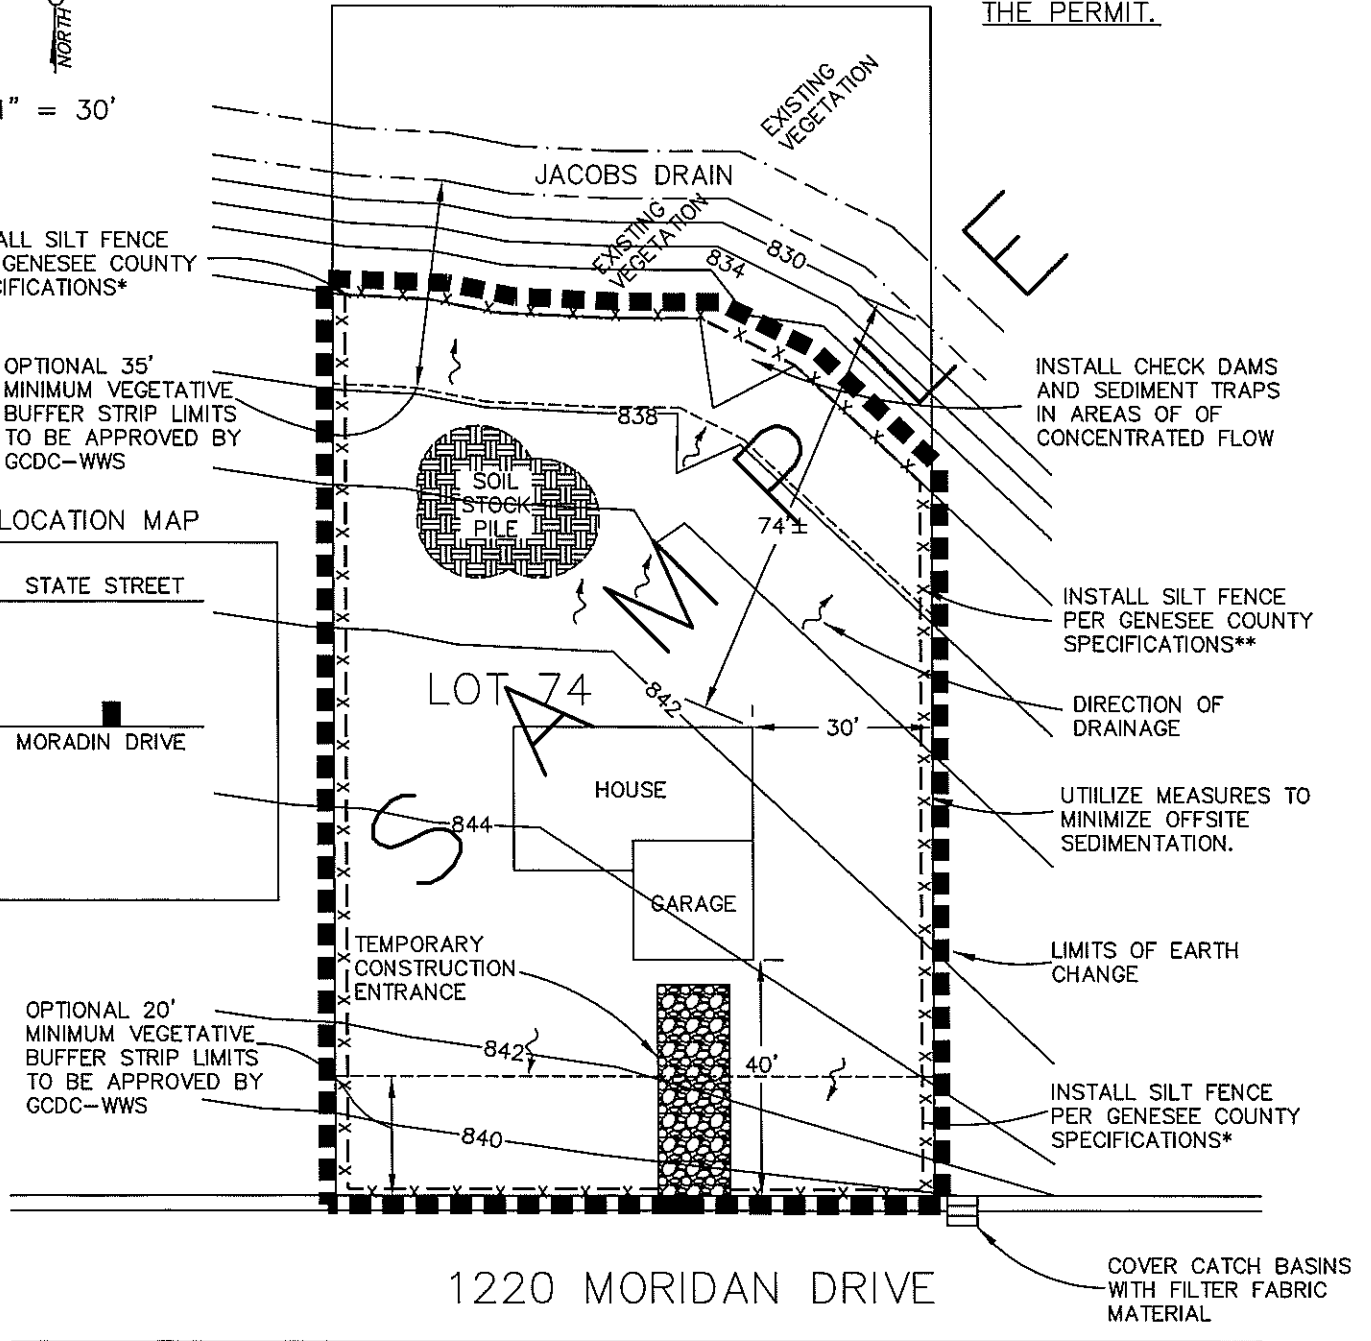 THE PERMIT.
NORTH
1" = 30'
EXISTING
VEGETATION
JACOBS DRAIN
EXISTING
VEGETATION
830
834
ALL SILT FENCE
GENESEE COUNTY
CIFICATIONS*
OPTIONAL 35'
MINIMUM VEGETATIVE
BUFFER STRIP LIMITS
TO BE APPROVED BY
GCDC-WWS
INSTALL CHECK DAMS
AND SEDIMENT TRAPS
IN AREAS OF OF
CONCENTRATED FLOW
838
SOIL
STOCK
PILE
74'±
LOCATION MAP
STATE STREET
MORADIN DRIVE
INSTALL SILT FENCE
PER GENESEE COUNTY
SPECIFICATIONS**
SAMPLE
LOT 74
842
30'
DIRECTION OF
DRAINAGE
HOUSE
844
UTIILIZE MEASURES TO
MINIMIZE OFFSITE
SEDIMENTATION.
GARAGE
TEMPORARY
CONSTRUCTION
ENTRANCE
LIMITS OF EARTH
CHANGE
OPTIONAL 20'
MINIMUM VEGETATIVE
BUFFER STRIP LIMITS
TO BE APPROVED BY
GCDC-WWS
842
40'
840
INSTALL SILT FENCE
PER GENESEE COUNTY
SPECIFICATIONS*
1220 MORIDAN DRIVE
COVER CATCH BASINS
WITH FILTER FABRIC
MATERIAL